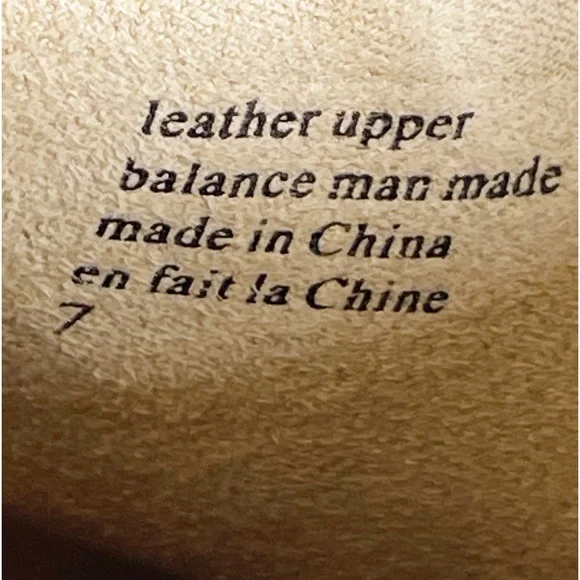 leather upper
balance man made
made in China
en fait la Chine
7